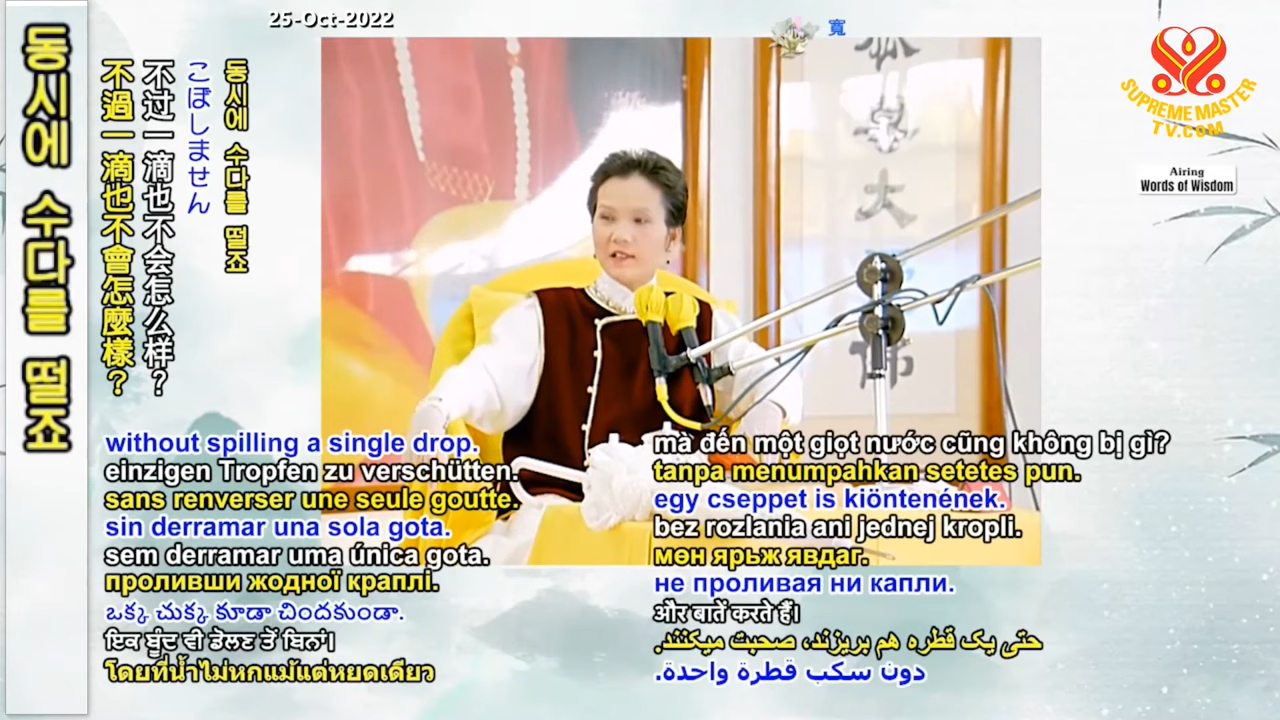 25-Oct-2022
寬
SUPREME MASTER
TV.COM
Airing
Words of Wisdom
동시에 수다를 떨죠
不過一滴也不會怎麼樣？
不过一滴也不会怎么样？
こぼしません
동시에 수다를 떨죠
大
佛
without spilling a single drop.
einzigen Tropfen zu verschütten.
sans renverser une seule goutte.
sin derramar una sola gota.
sem derramar uma única gota.
проливши жодної краплі.
ఒక్క చుక్క కూడా చిందకుండా.
ਇਕ ਬੂੰਦ ਵੀ ਡੋਲਣ ਤੋਂ ਬਿਨਾਂ।
โดยที่น้ำไม่หกแม้แต่หยดเดียว
mà đến một giọt nước cũng không bị gì?
tanpa menumpahkan setetes pun.
egy cseppet is kiöntenének.
bez rozlania ani jednej kropli.
мөн ярьж явдаг.
не проливая ни капли.
और बातें करते हैं।
حتی یک قطره هم بریزند، صحبت میکنند.
دون سكب قطرة واحدة.